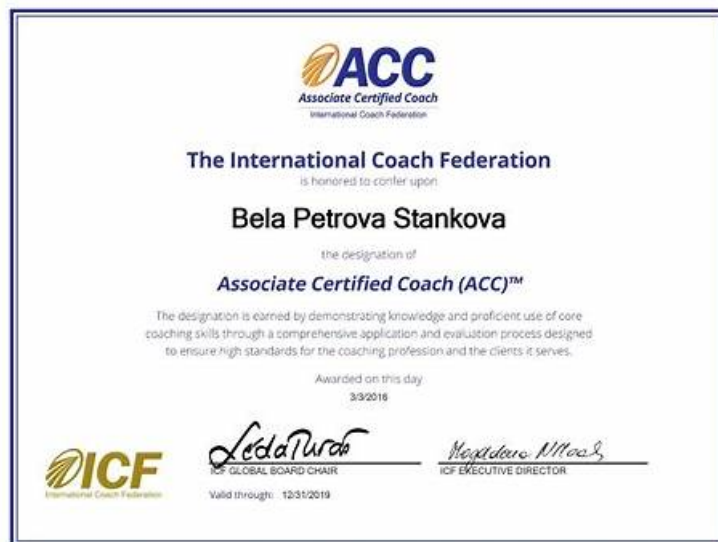 ACC
Associate Certified Coach
International Coach Federation
The International Coach Federation
is honored to confer upon
Bela Petrova Stankova
the designation of
Associate Certified Coach (ACC)™
The designation is earned by demonstrating knowledge and proficient use of core
coaching skills through a comprehensive application and evaluation process designed
to ensure high standards for the coaching profession and the clients it serves.
Awarded on this day
3/3/2016
ICF
International Coach Federation
ICF GLOBAL BOARD CHAIR
Valid through: 12/31/2019
ICF EXECUTIVE DIRECTOR